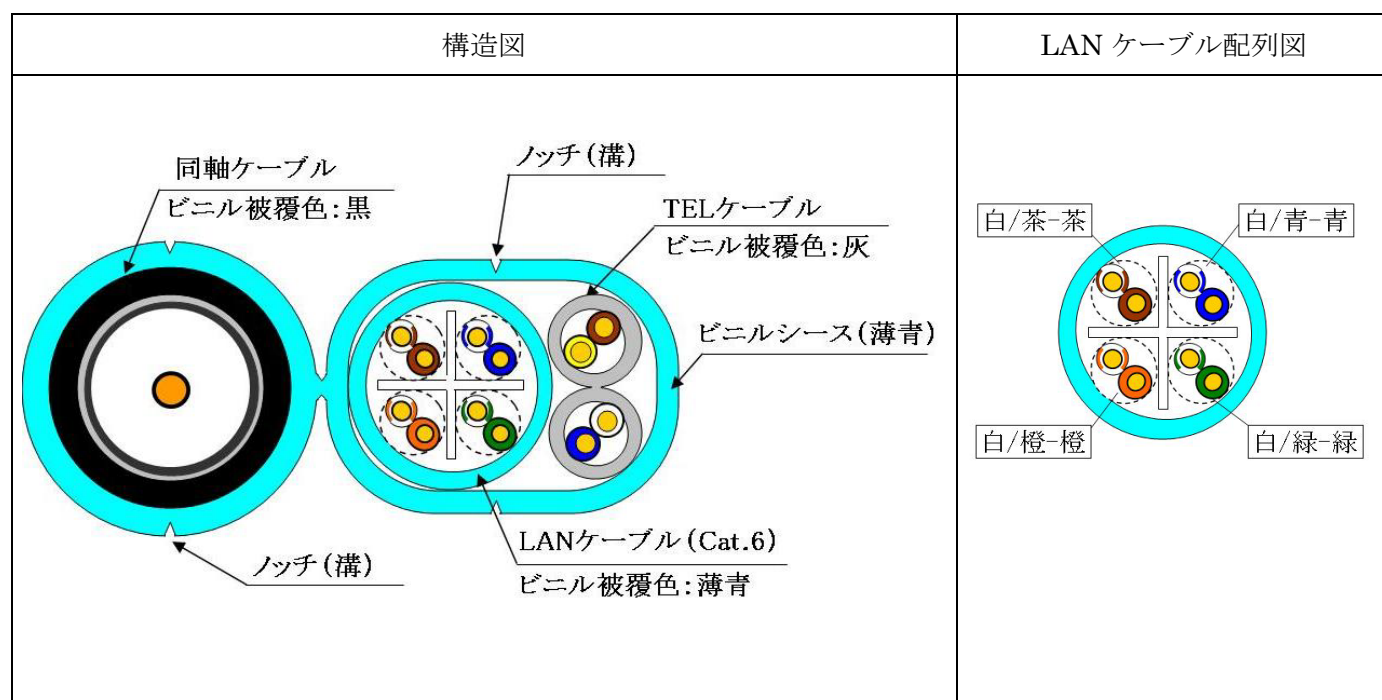 構造図
LAN ケーブル配列図
同軸ケーブル
ビニル被覆色:黒
ノッチ(溝)
TELケーブル
ビニル被覆色:灰
ビニルシース(薄青)
LANケーブル(Cat.6)
ビニル被覆色:薄青
ノッチ(溝)
白/茶-茶
白/青-青
白/橙-橙
白/緑-緑